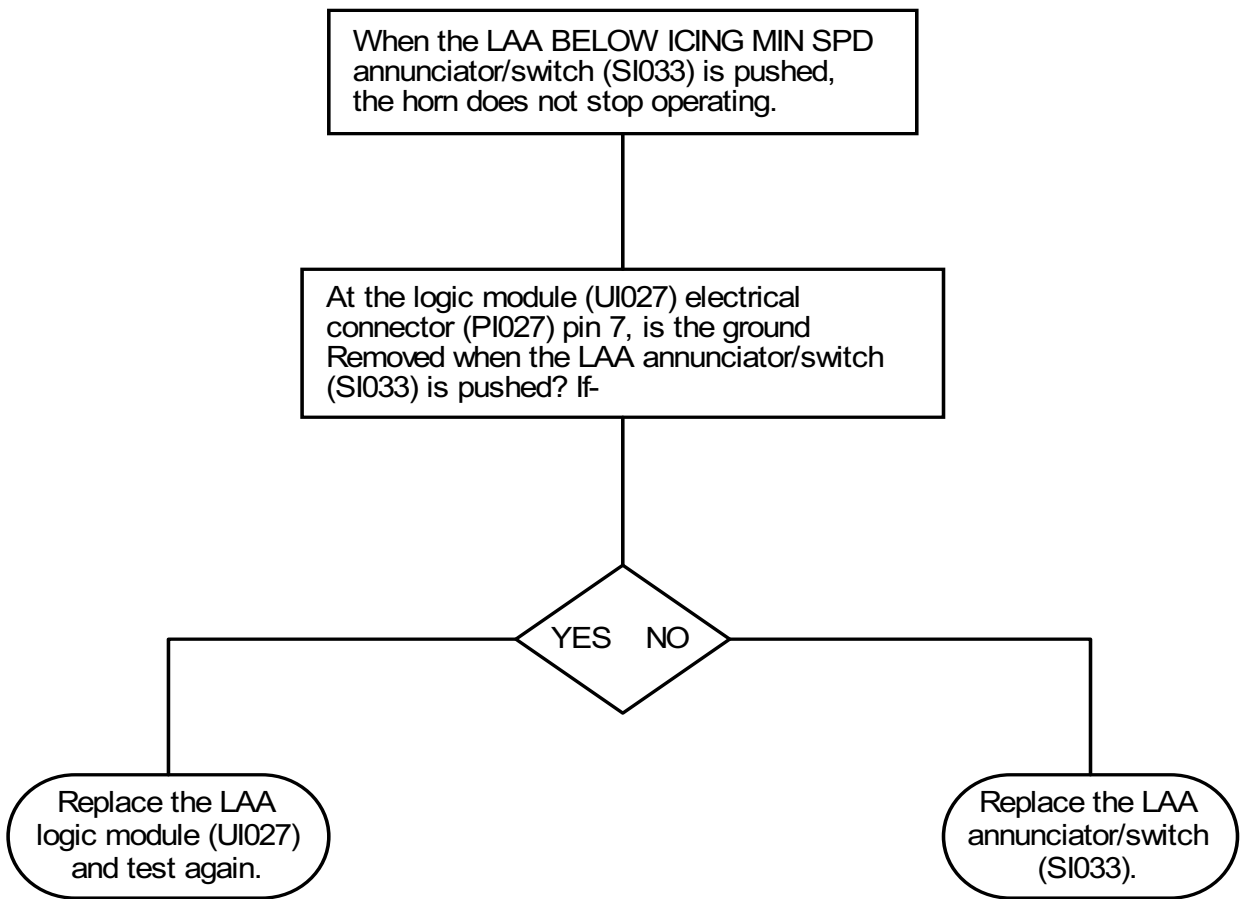 When the LAA BELOW ICING MIN SPD
annunciator/switch (SI033) is pushed,
the horn does not stop operating.
At the logic module (UI027) electrical
connector (PI027) pin 7, is the ground
Removed when the LAA annunciator/switch
(SI033) is pushed? If-
YES NO
Replace the LAA
logic module (UI027)
and test again.
Replace the LAA
annunciator/switch
(SI033).